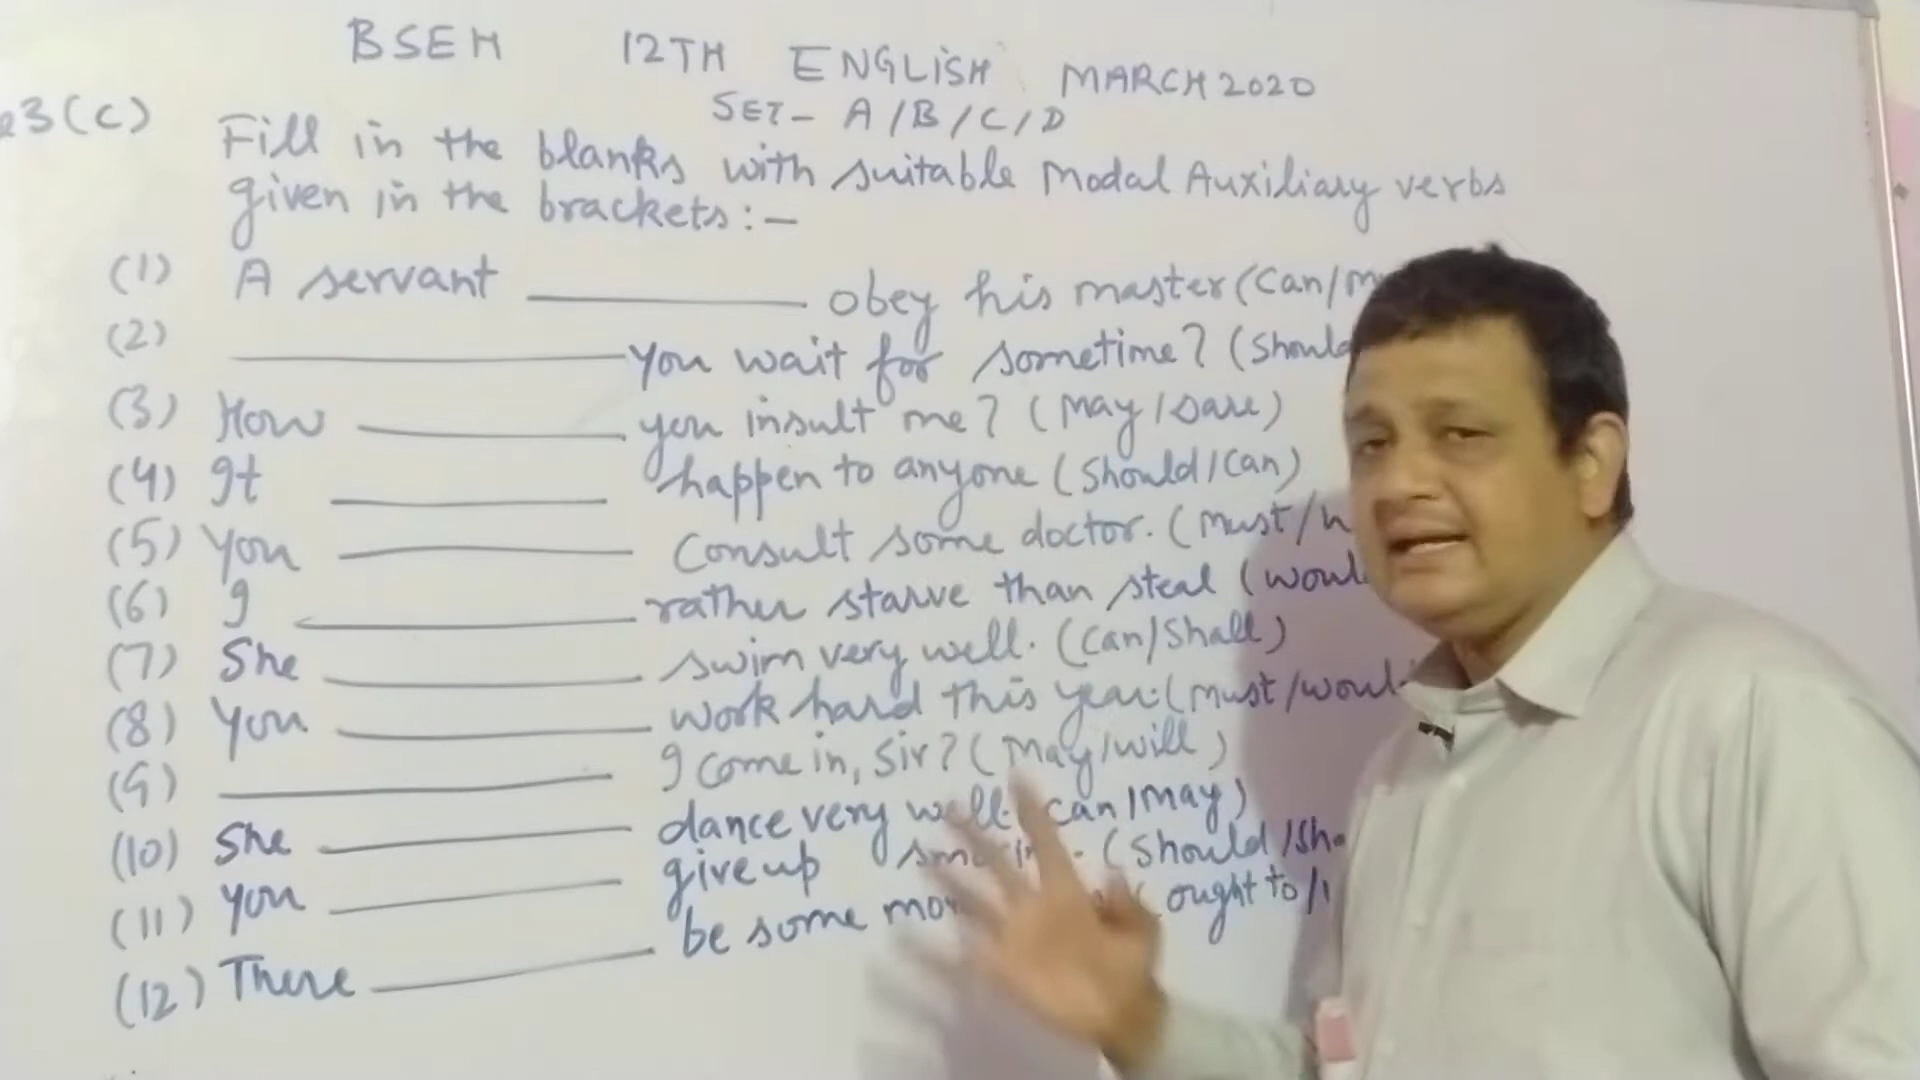 BSEH 12TH ENGLISH MARCH 2020
SET- A/B/C/D
3(c) Fill in the blanks with suitable Modal Auxiliary verbs
given in the brackets:-
(1) A servant ________ obey his master (Can/
(2) ________ you wait for sometime? (Should
(3) How ________ you insult me? (May/Dare)
(4) It ________ happen to anyone (Should/Can)
(5) You ________ consult some doctor. (Must/
(6) I ________ rather starve than steal (
(7) She ________ swim very well. (Can/Shall)
(8) You ________ work hard this year. (Must/
(9) ________ I come in, Sir? (May/will)
(10) She ________ dance very well. (Can/May)
(11) You ________ give up (Should/
(12) There ________ be some (ought to/